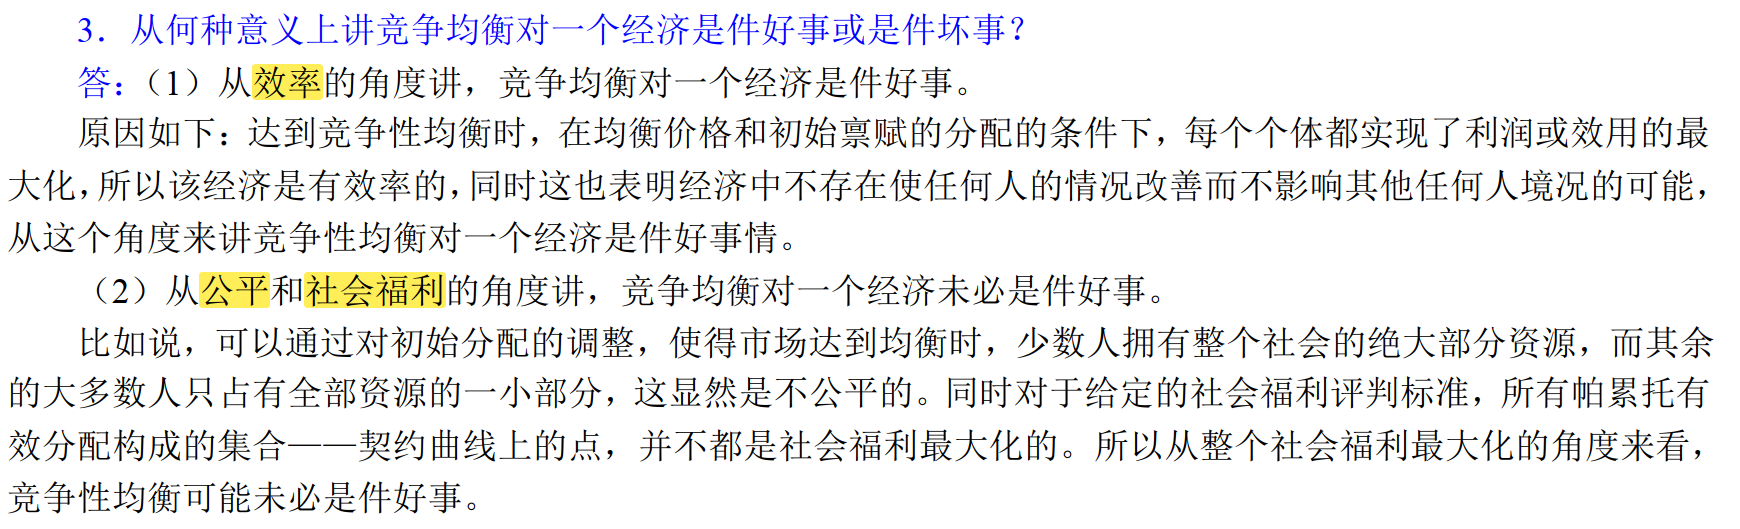 3．从何种意义上讲竞争均衡对一个经济是件好事或是件坏事？
答：（1）从效率的角度讲，竞争均衡对一个经济是件好事。
原因如下：达到竞争性均衡时，在均衡价格和初始禀赋的分配的条件下，每个个体都实现了利润或效用的最
大化，所以该经济是有效率的，同时这也表明经济中不存在使任何人的情况改善而不影响其他任何人境况的可能，
从这个角度来讲竞争性均衡对一个经济是件好事情。
（2）从公平和社会福利的角度讲，竞争均衡对一个经济未必是件好事。
比如说，可以通过对初始分配的调整，使得市场达到均衡时，少数人拥有整个社会的绝大部分资源，而其余
的大多数人只占有全部资源的一小部分，这显然是不公平的。同时对于给定的社会福利评判标准，所有帕累托有
效分配构成的集合——契约曲线上的点，并不都是社会福利最大化的。所以从整个社会福利最大化的角度来看，
竞争性均衡可能未必是件好事。